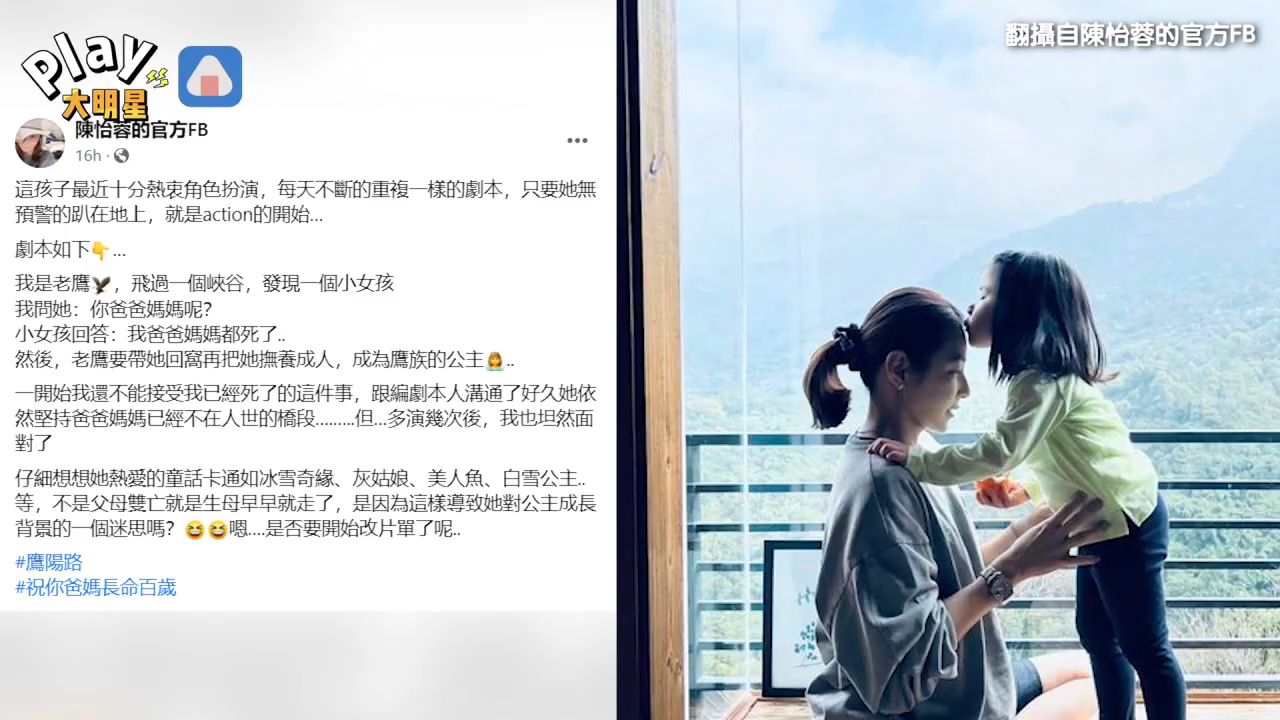 Play
大明星
翻攝自陳怡蓉的官方FB
陳怡蓉的官方FB
16h
這孩子最近十分熱衷角色扮演，每天不斷的重複一樣的劇本，只要她無
預警的趴在地上，就是action的開始...
劇本如下👇...
我是老鷹🦅，飛過一個峽谷，發現一個小女孩
我問她：你爸爸媽媽呢?
小女孩回答：我爸爸媽媽都死了..
然後，老鷹要帶她回窩再把她撫養成人，成為鷹族的公主🧜‍♀️..
一開始我還不能接受我已經死了的這件事，跟編劇本人溝通了好久她依
然堅持爸爸媽媽已經不在人世的橋段.........但...多演幾次後，我也坦然面
對了
仔細想想她熱愛的童話卡通如冰雪奇緣、灰姑娘、美人魚、白雪公主..
等，不是父母雙亡就是生母早早就走了，是因為這樣導致她對公主成長
背景的一個迷思嗎? 😆😆嗯....是否要開始改片單了呢..
#鷹陽路
#祝你爸媽長命百歲